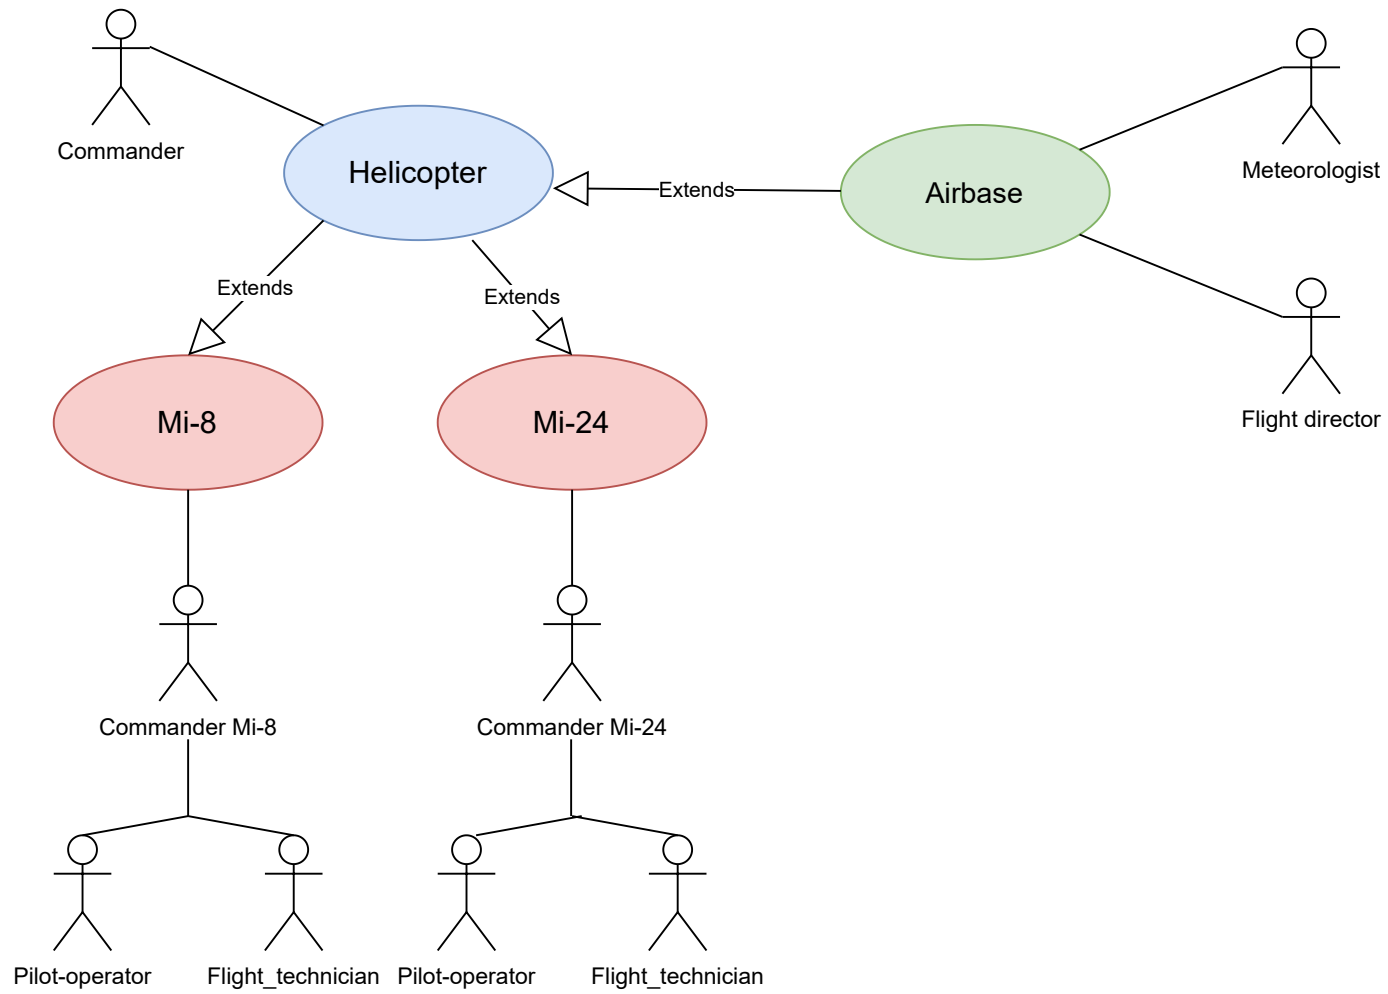 Commander
Helicopter
Extends
Airbase
Meteorologist
Extends
Extends
Flight director
Mi-8
Mi-24
Commander Mi-8
Commander Mi-24
Pilot-operator
Flight_technician
Pilot-operator
Flight_technician